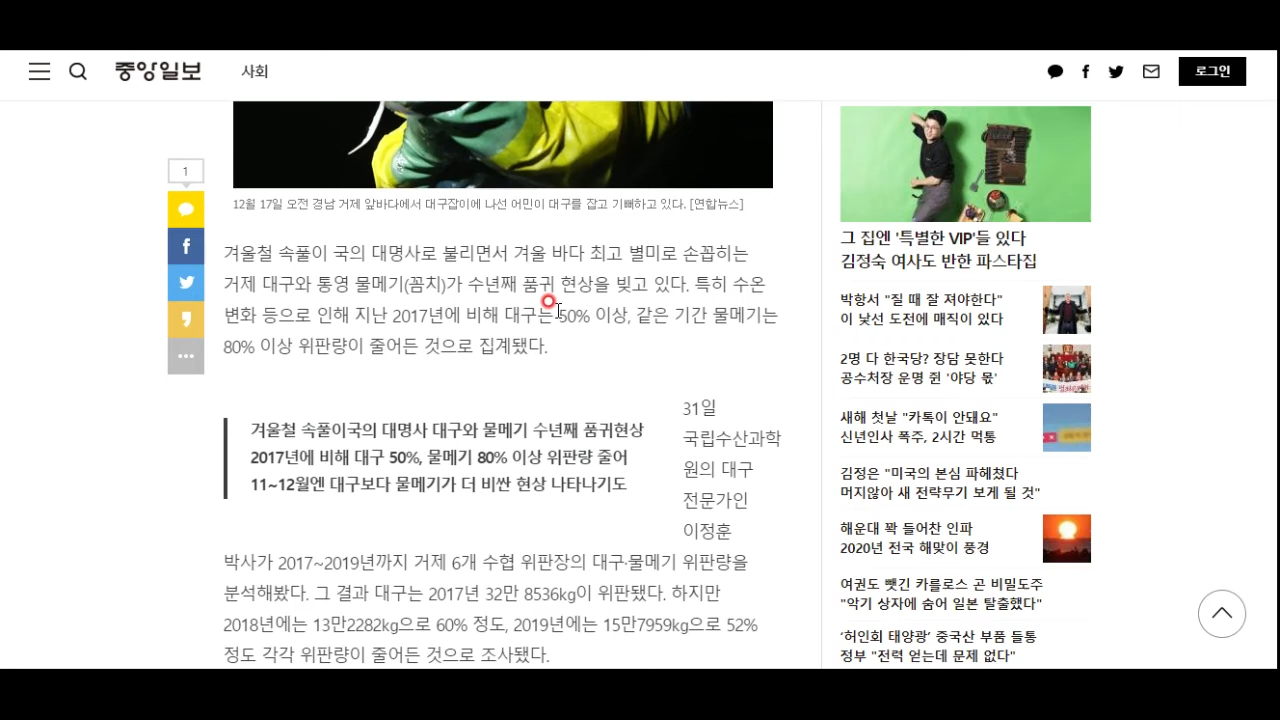 중앙일보
사회
로그인
1
12월 17일 오전 경남 거제 앞바다에서 대구잡이에 나선 어민이 대구를 잡고 기뻐하고 있다. [연합뉴스]
겨울철 속풀이 국의 대명사로 불리면서 겨울 바다 최고 별미로 손꼽히는
거제 대구와 통영 물메기(꼼치)가 수년째 품귀 현상을 빚고 있다. 특히 수온
변화 등으로 인해 지난 2017년에 비해 대구는 50% 이상, 같은 기간 물메기는
80% 이상 위판량이 줄어든 것으로 집계됐다.
겨울철 속풀이국의 대명사 대구와 물메기 수년째 품귀현상
2017년에 비해 대구 50%, 물메기 80% 이상 위판량 줄어
11~12월엔 대구보다 물메기가 더 비싼 현상 나타나기도
31일
국립수산과학
원의 대구
전문가인
이정훈
박사가 2017~2019년까지 거제 6개 수협 위판장의 대구·물메기 위판량을
분석해봤다. 그 결과 대구는 2017년 32만 8536kg이 위판됐다. 하지만
2018년에는 13만2282kg으로 60% 정도, 2019년에는 15만7959kg으로 52%
정도 각각 위판량이 줄어든 것으로 조사됐다.
그 집엔 '특별한 VIP'들 있다
김정숙 여사도 반한 파스타집
박항서 "질 때 잘 져야한다"
이 낯선 도전에 매직이 있다
2명 다 한국당? 장담 못한다
공수처장 운명 쥔 '야당 몫'
새해 첫날 "카톡이 안돼요"
신년인사 폭주, 2시간 먹통
김정은 "미국의 본심 파헤쳤다
머지않아 새 전략무기 보게 될 것"
해운대 꽉 들어찬 인파
2020년 전국 해맞이 풍경
여권도 뺏긴 카를로스 곤 비밀도주
"악기 상자에 숨어 일본 탈출했다"
‘허인회 태양광’ 중국산 부품 들통
정부 "전력 얻는데 문제 없다"